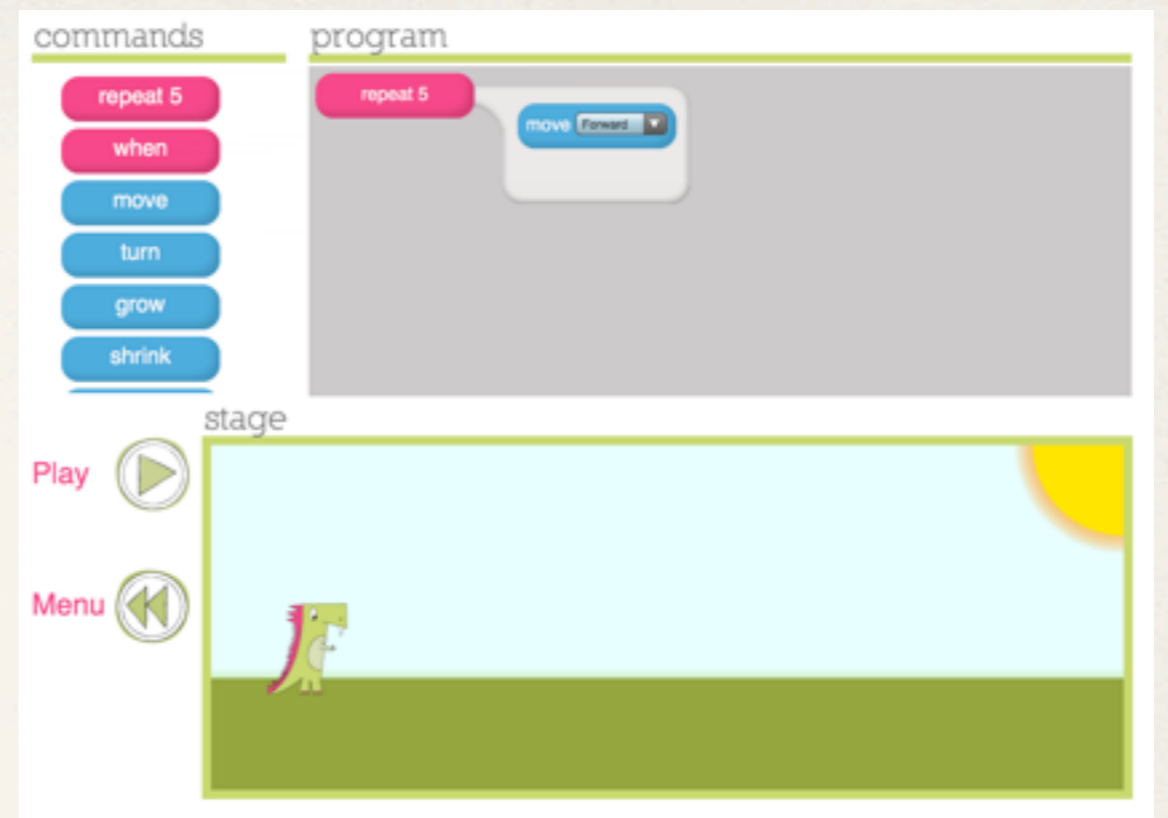 commands
repeat 5
when
move
turn
grow
shrink
program
repeat 5
move Forward
stage
Play
Menu